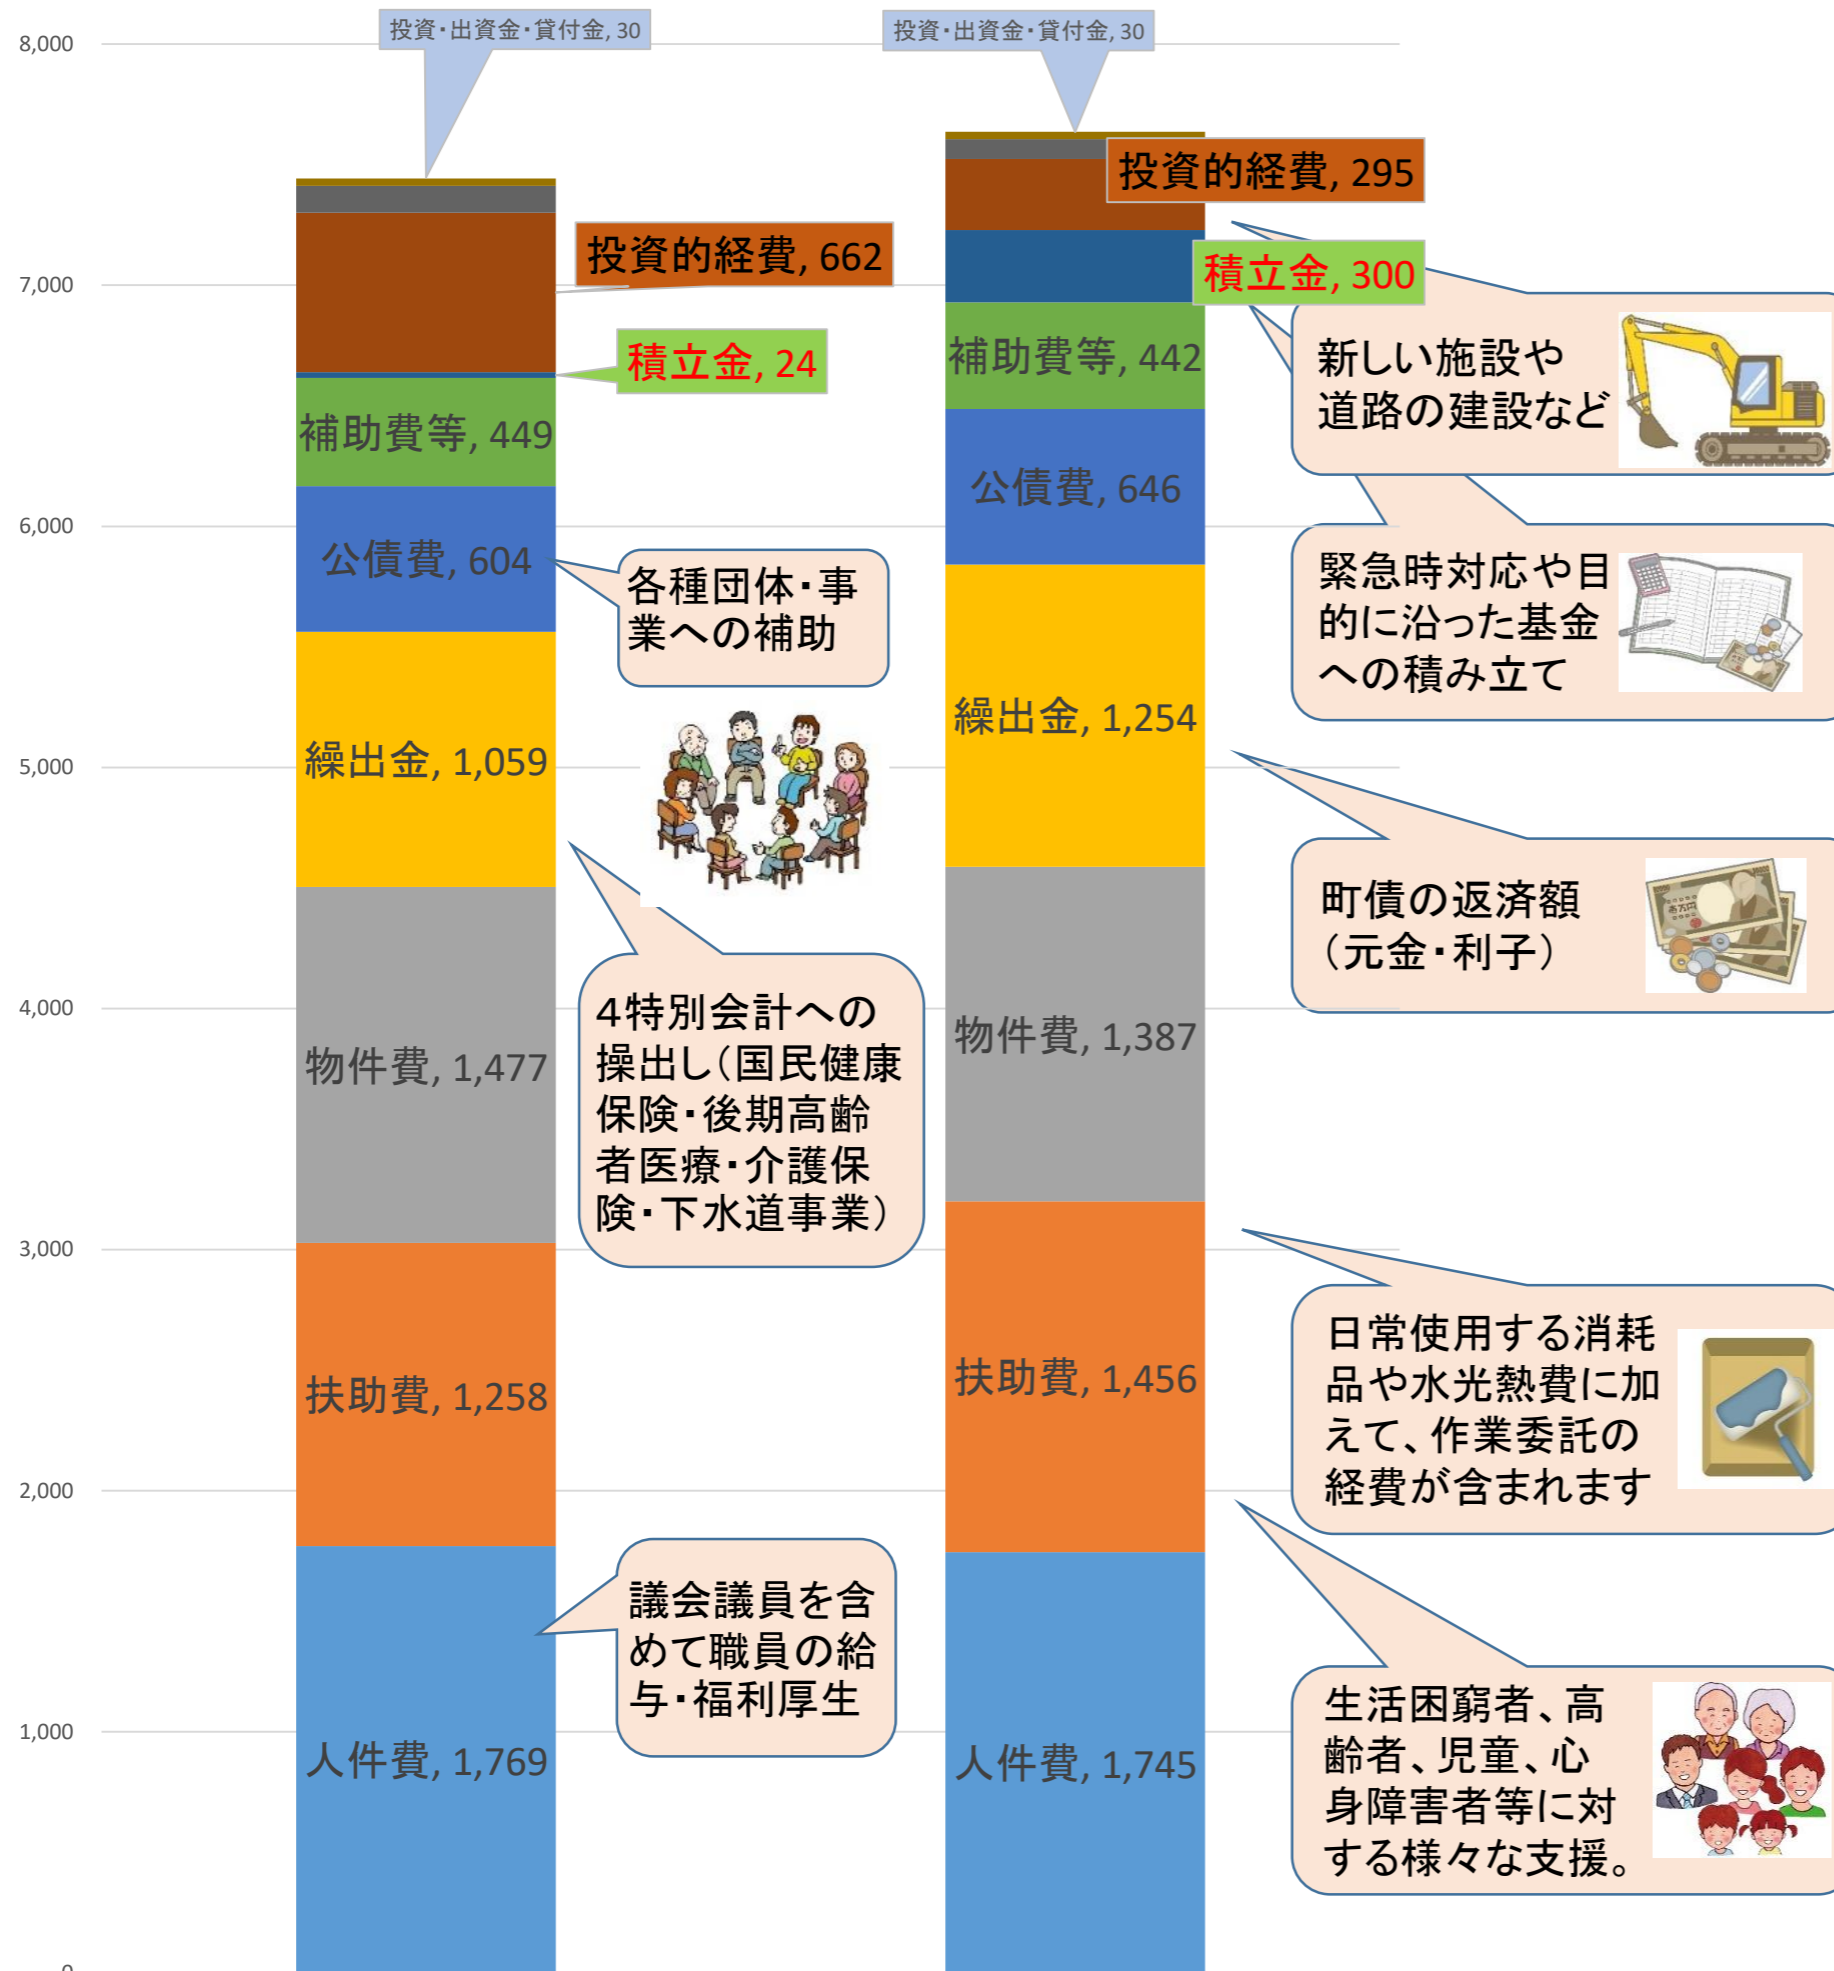 投資・出資金・貸付金, 30
投資・出資金・貸付金, 30
8,000
7,000
6,000
5,000
4,000
3,000
2,000
1,000
0
投資的経費, 662
積立金, 24
補助費等, 449
公債費, 604
繰出金, 1,059
物件費, 1,477
扶助費, 1,258
人件費, 1,769
各種団体・事
業への補助
4特別会計への
操出し(国民健康
保険・後期高齢
者医療・介護保
険・下水道事業)
議会議員を含
めて職員の給
与・福利厚生
投資的経費, 295
積立金, 300
補助費等, 442
公債費, 646
繰出金, 1,254
物件費, 1,387
扶助費, 1,456
人件費, 1,745
新しい施設や
道路の建設など
緊急時対応や目
的に沿った基金
への積み立て
町債の返済額
(元金・利子)
日常使用する消耗
品や水光熱費に加
えて、作業委託の
経費が含まれます
生活困窮者、高
齢者、児童、心
身障害者等に対
する様々な支援。